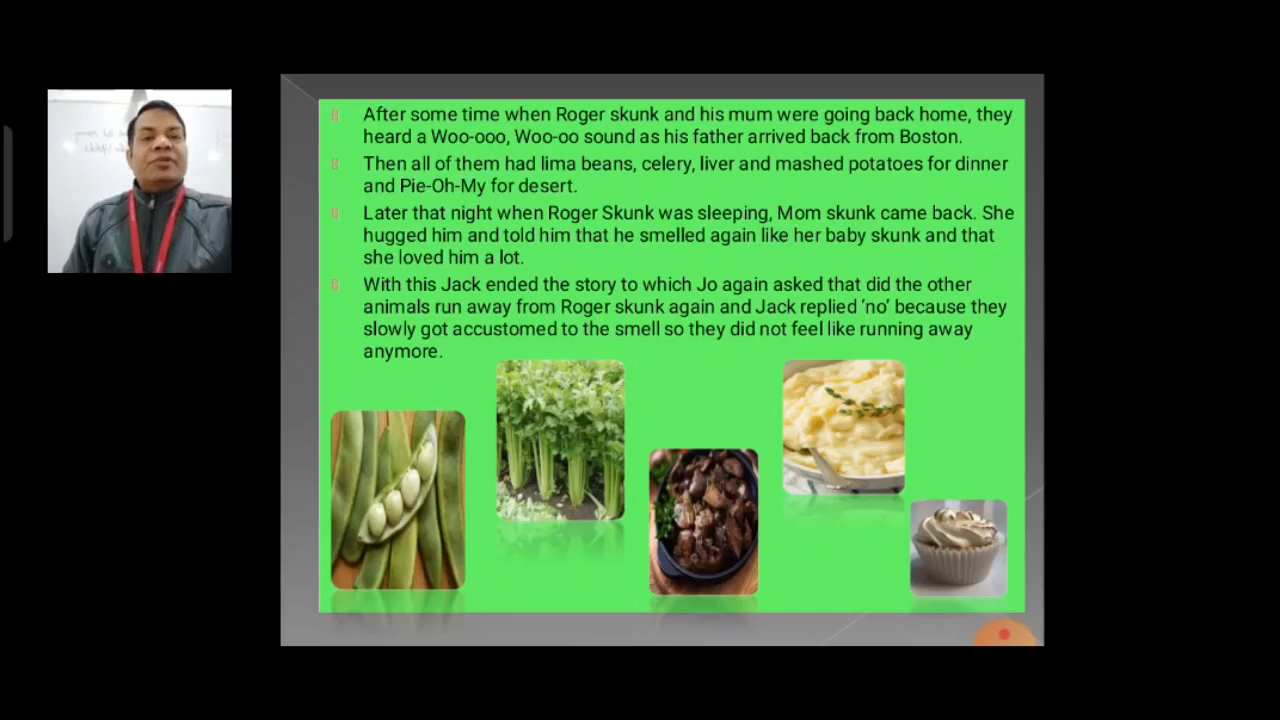 After some time when Roger skunk and his mum were going back home, they
heard a Woo-ooo, Woo-oo sound as his father arrived back from Boston.
Then all of them had lima beans, celery, liver and mashed potatoes for dinner
and Pie-Oh-My for desert.
Later that night when Roger Skunk was sleeping, Mom skunk came back. She
hugged him and told him that he smelled again like her baby skunk and that
she loved him a lot.
With this Jack ended the story to which Jo again asked that did the other
animals run away from Roger skunk again and Jack replied ‘no’ because they
slowly got accustomed to the smell so they did not feel like running away
anymore.